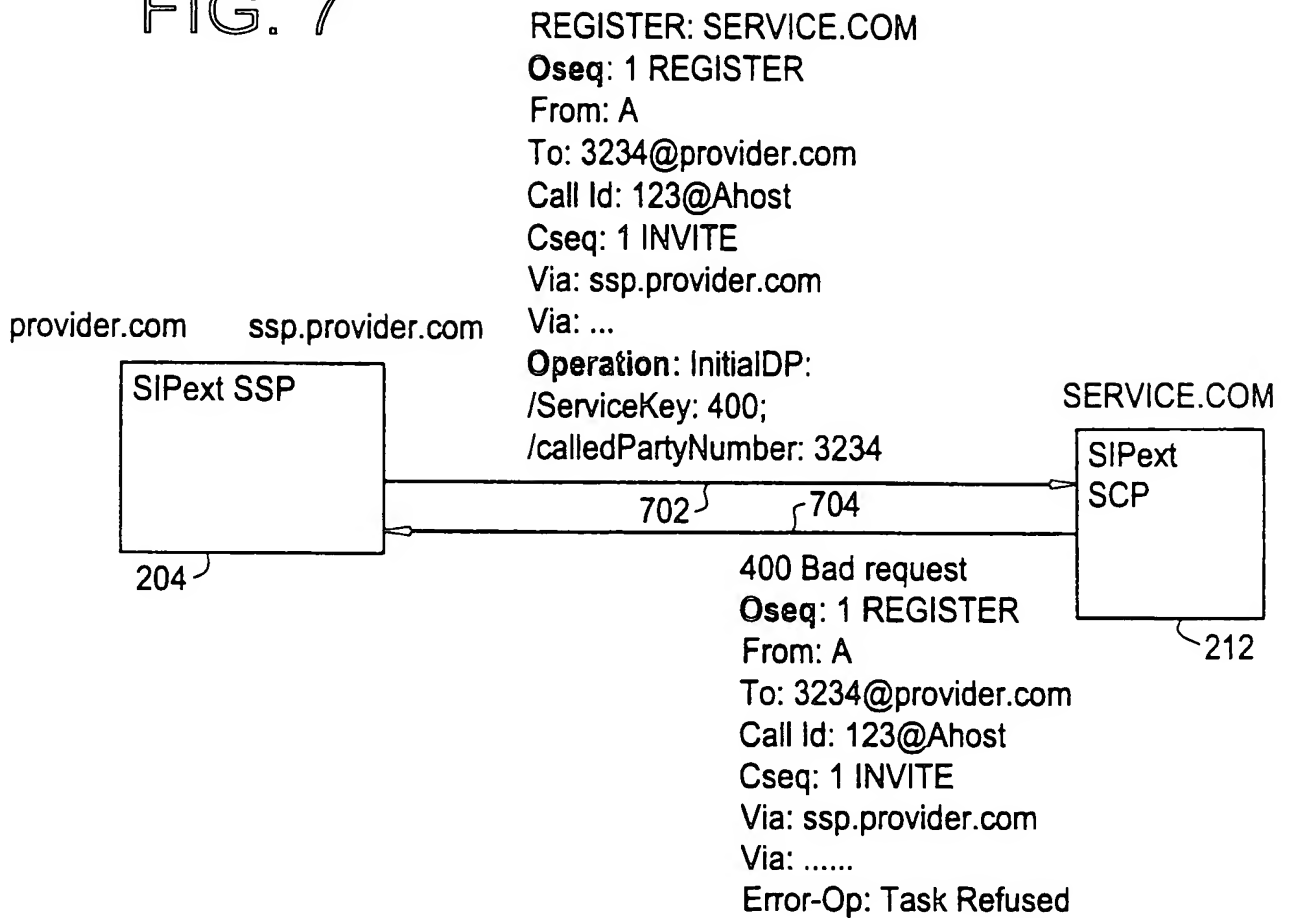 FIG. 7
REGISTER: SERVICE.COM
Oseq: 1 REGISTER
From: A
To: 3234@provider.com
Call Id: 123@Ahost
Cseq: 1 INVITE
Via: ssp.provider.com
Via: ...
Operation: InitialDP:
/ServiceKey: 400;
/calledPartyNumber: 3234
provider.com ssp.provider.com
SIPext SSP
204
SERVICE.COM
SIPext
SCP
212
702
704
400 Bad request
Oseq: 1 REGISTER
From: A
To: 3234@provider.com
Call Id: 123@Ahost
Cseq: 1 INVITE
Via: ssp.provider.com
Via: ......
Error-Op: Task Refused